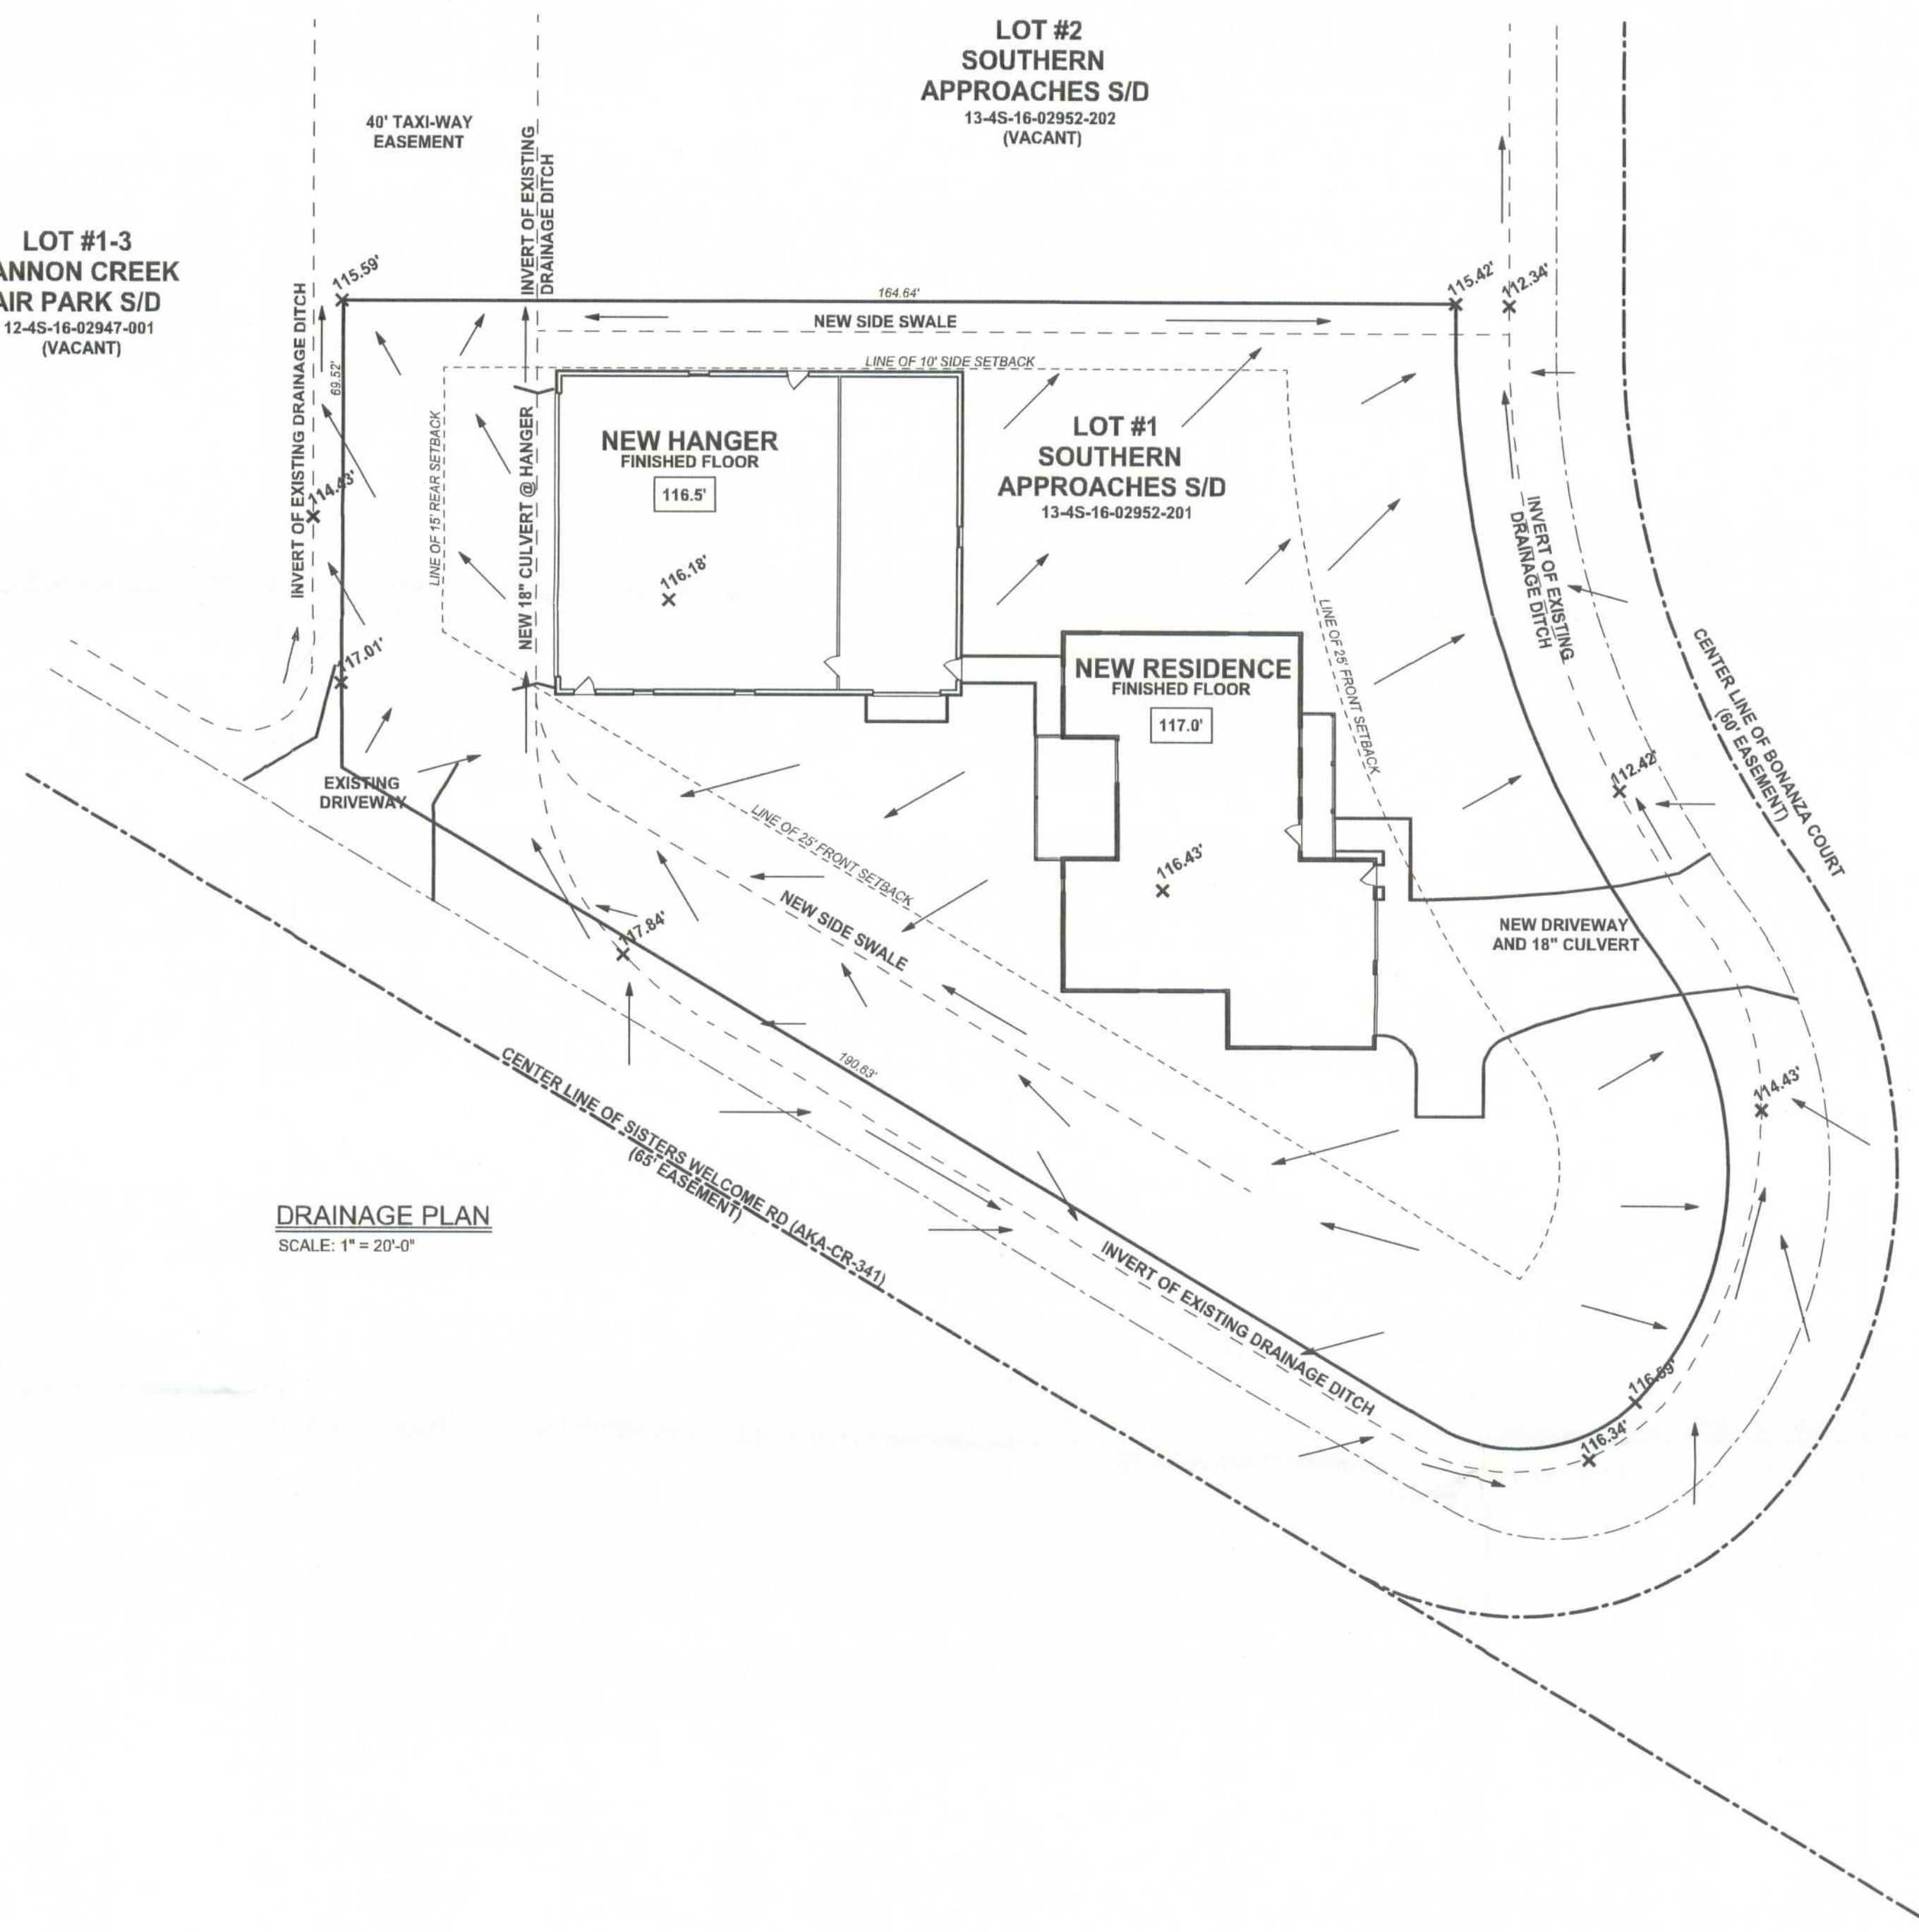 LOT #2
SOUTHERN
APPROACHES S/D
13-4S-16-02952-202
(VACANT)
40' TAXI-WAY
EASEMENT
INVERT OF EXISTING
DRAINAGE DITCH
LOT #1-3
ANNON CREEK
AIR PARK S/D
12-4S-16-02947-001
(VACANT)
115.59'
164.64'
115.42'
112.34'
NEW SIDE SWALE
LINE OF 10' SIDE SETBACK
INVERT OF EXISTING DRAINAGE DITCH
69.52'
LINE OF 15' REAR SETBACK
NEW 18" CULVERT @ HANGER
NEW HANGER
FINISHED FLOOR
116.5'
116.18'
LOT #1
SOUTHERN
APPROACHES S/D
13-4S-16-02952-201
114.43'
117.01'
INVERT OF EXISTING
DRAINAGE DITCH
LINE OF 25' FRONT SETBACK
CENTER LINE OF BONANZA COURT
(60' EASEMENT)
NEW RESIDENCE
FINISHED FLOOR
117.0'
112.42'
EXISTING
DRIVEWAY
LINE OF 25' FRONT SETBACK
116.43'
NEW SIDE SWALE
NEW DRIVEWAY
AND 18" CULVERT
117.84'
190.63'
CENTER LINE OF SISTERS WELCOME RD (AKA-CR-341)
(65' EASEMENT)
114.43'
DRAINAGE PLAN
SCALE: 1" = 20'-0"
INVERT OF EXISTING DRAINAGE DITCH
116.59'
116.34'